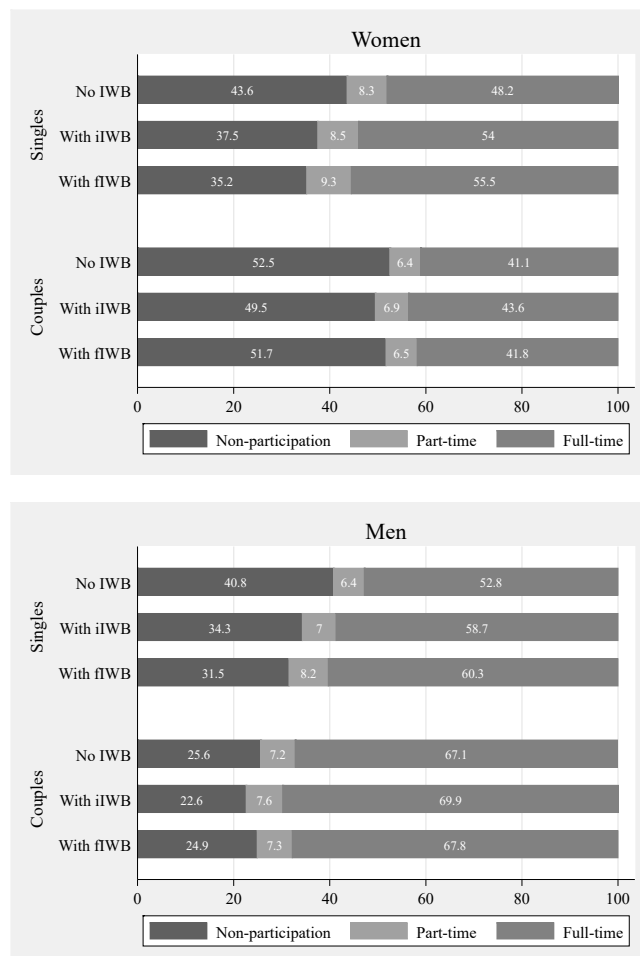 Women
Singles
No IWB 43.6 8.3 48.2
With iIWB 37.5 8.5 54
With fIWB 35.2 9.3 55.5
Couples
No IWB 52.5 6.4 41.1
With iIWB 49.5 6.9 43.6
With fIWB 51.7 6.5 41.8
0 20 40 60 80 100
Non-participation Part-time Full-time
Men
Singles
No IWB 40.8 6.4 52.8
With iIWB 34.3 7 58.7
With fIWB 31.5 8.2 60.3
Couples
No IWB 25.6 7.2 67.1
With iIWB 22.6 7.6 69.9
With fIWB 24.9 7.3 67.8
0 20 40 60 80 100
Non-participation Part-time Full-time